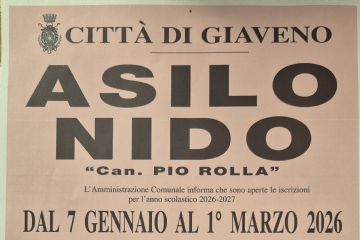 CITTÀ DI GIAVENO
ASILO
NIDO
“Can. PIO ROLLA”
L'Amministrazione Comunale informa che sono aperte le iscrizioni
per l'anno scolastico 2026-2027
DAL 7 GENNAIO AL 1° MARZO 2026